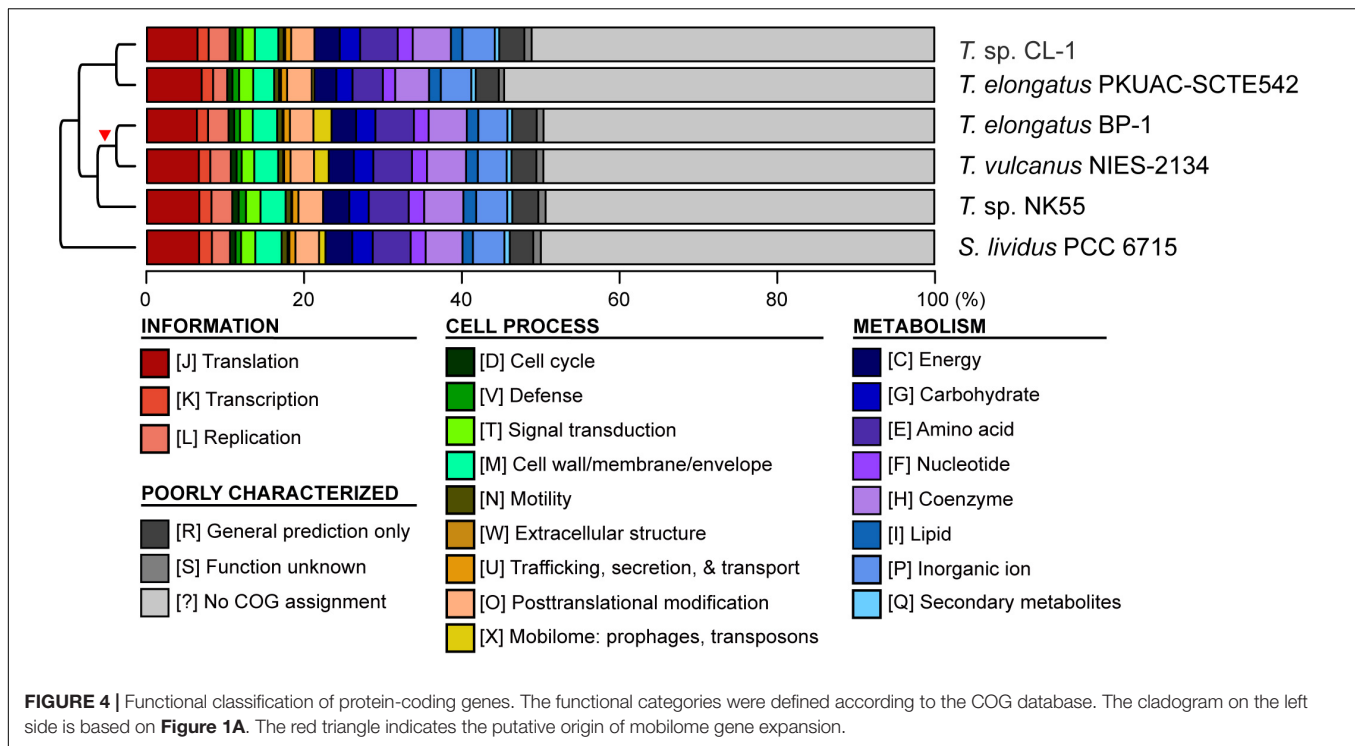 T. sp. CL-1
T. elongatus PKUAC-SCTE542
T. elongatus BP-1
T. vulcanus NIES-2134
T. sp. NK55
S. lividus PCC 6715
0 20 40 60 80 100 (%)
INFORMATION
[J] Translation
[K] Transcription
[L] Replication
POORLY CHARACTERIZED
[R] General prediction only
[S] Function unknown
[?] No COG assignment
CELL PROCESS
[D] Cell cycle
[V] Defense
[T] Signal transduction
[M] Cell wall/membrane/envelope
[N] Motility
[W] Extracellular structure
[U] Trafficking, secretion, & transport
[O] Posttranslational modification
[X] Mobilome: prophages, transposons
METABOLISM
[C] Energy
[G] Carbohydrate
[E] Amino acid
[F] Nucleotide
[H] Coenzyme
[I] Lipid
[P] Inorganic ion
[Q] Secondary metabolites
FIGURE 4 | Functional classification of protein-coding genes. The functional categories were defined according to the COG database. The cladogram on the left
side is based on Figure 1A. The red triangle indicates the putative origin of mobilome gene expansion.